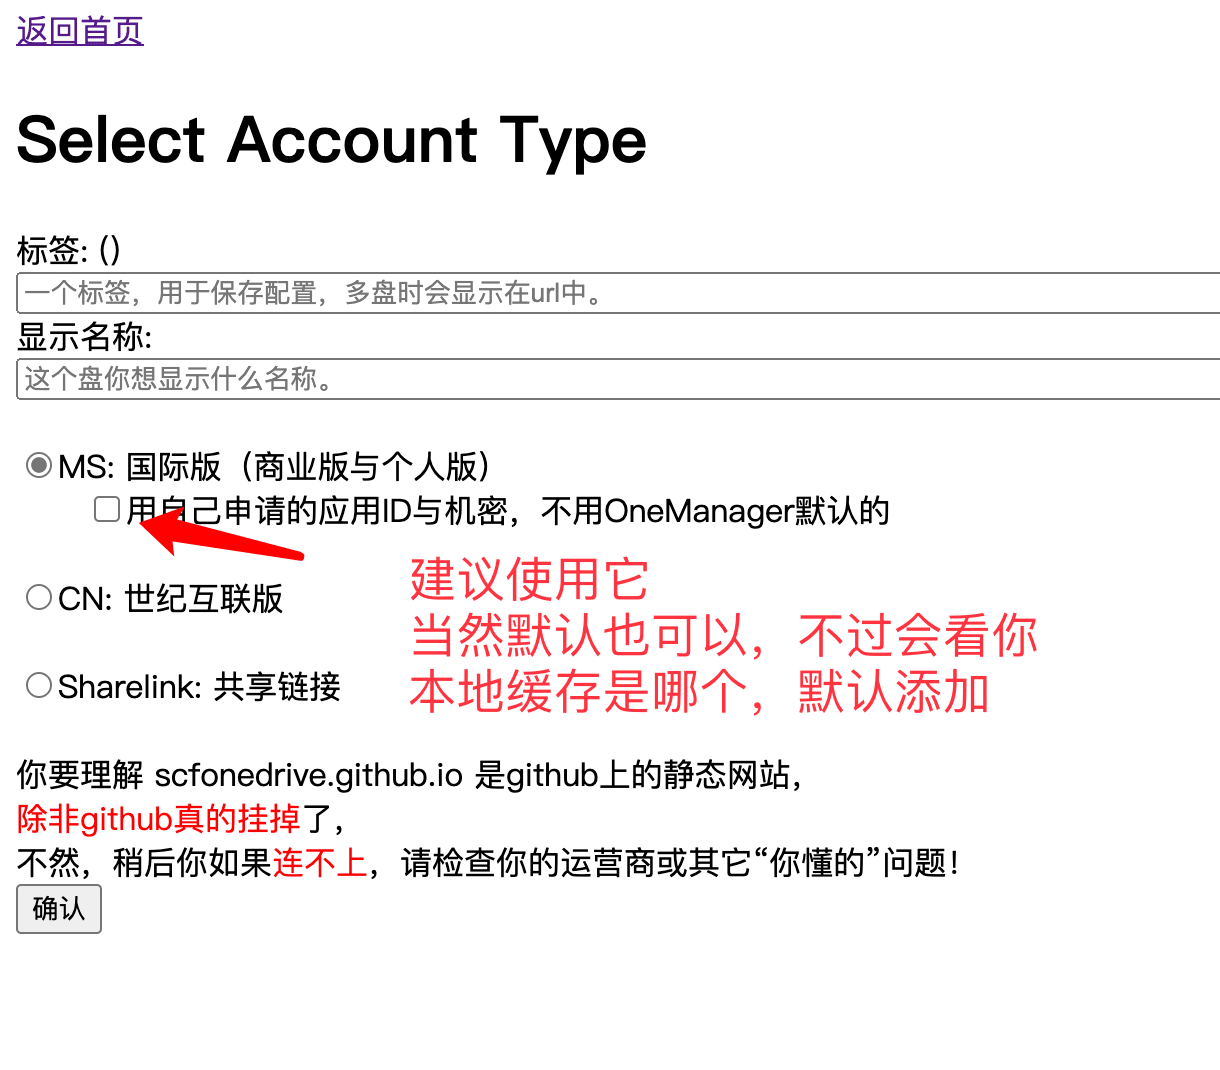 返回首页
Select Account Type
标签: ()
一个标签，用于保存配置，多盘时会显示在url中。
显示名称:
这个盘你想显示什么名称。
MS: 国际版（商业版与个人版）
用自己申请的应用ID与机密，不用OneManager默认的
建议使用它
CN: 世纪互联版
当然默认也可以，不过会看你
Sharelink: 共享链接
本地缓存是哪个，默认添加
你要理解 scfonedrive.github.io 是github上的静态网站，
除非github真的挂掉了，
不然，稍后你如果连不上，请检查你的运营商或其它“你懂的”问题！
确认